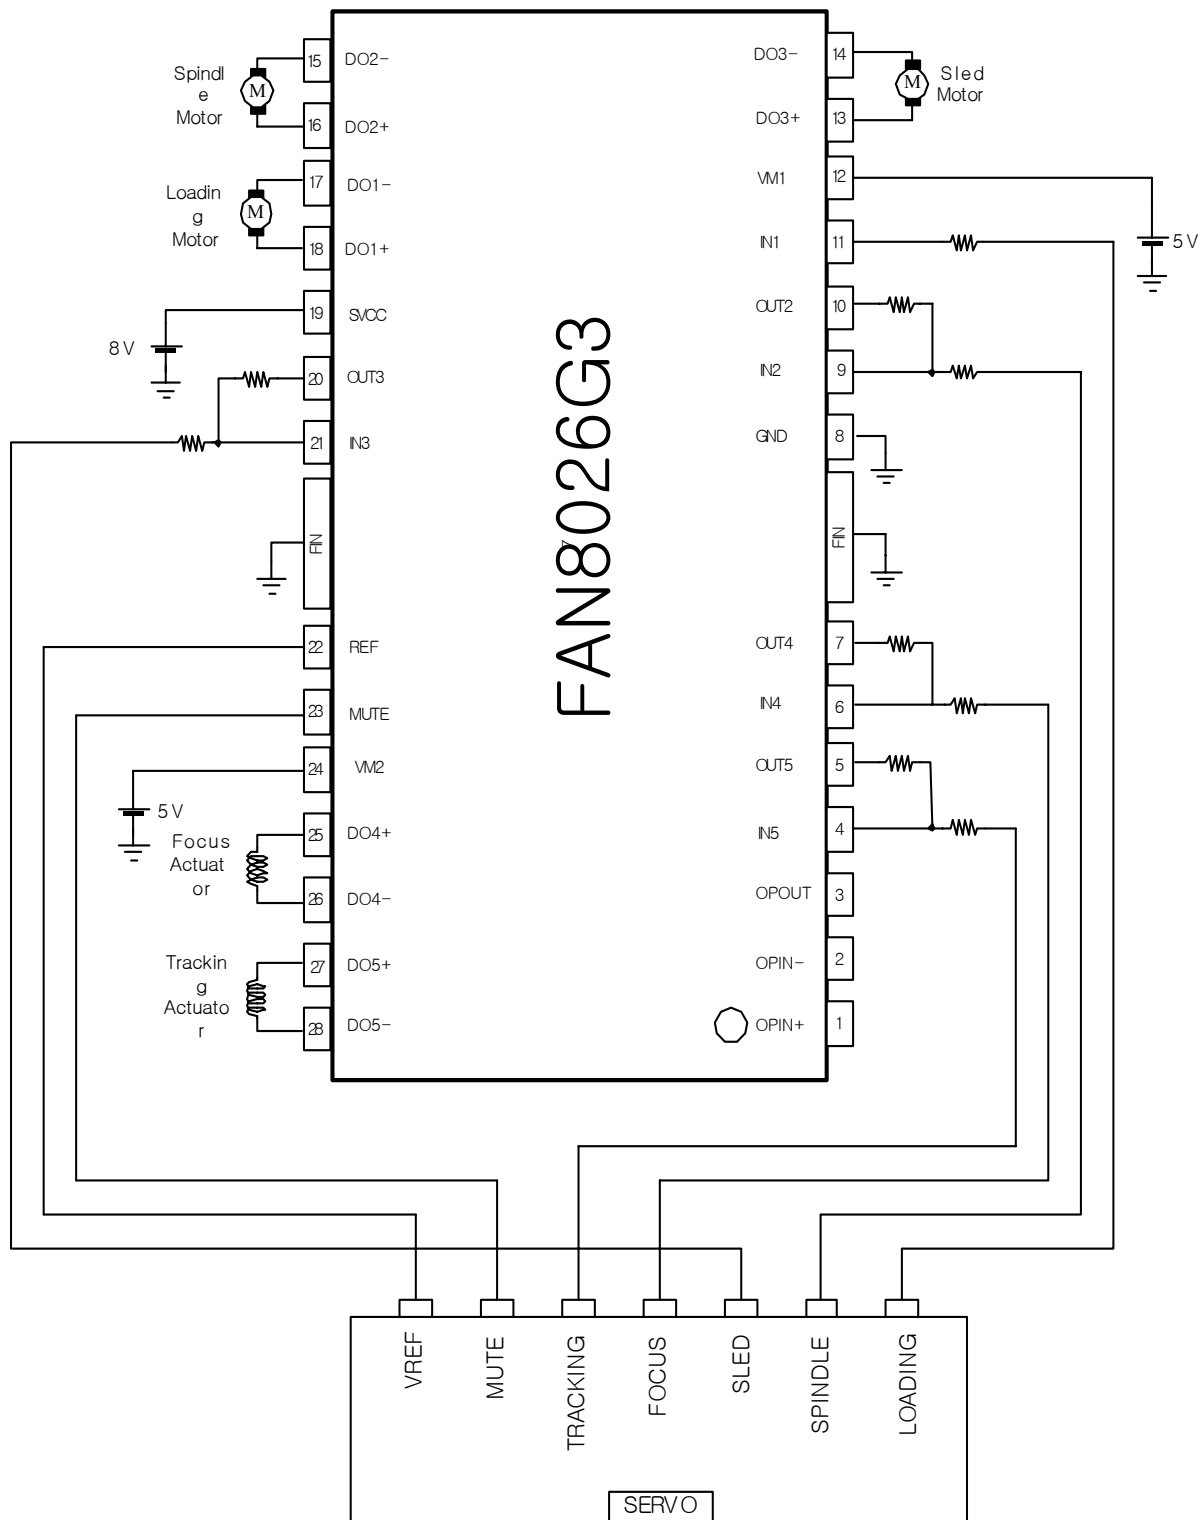 Spindl
e
Motor
M
15
DO2-
16
DO2+
Loadin
g
Motor
M
17
DO1-
18
DO1+
8V
19
SVCC
20
OUT3
21
IN3
FIN
22
REF
23
MUTE
5V
24
VM2
Focus
Actuat
or
25
DO4+
26
DO4-
Trackin
g
Actuato
r
27
DO5+
28
DO5-
FAN8026G3
DO3-
14
M
Sled
Motor
DO3+
13
VM1
12
5V
IN1
11
OUT2
10
IN2
9
GND
8
FIN
OUT4
7
IN4
6
OUT5
5
IN5
4
OPOUT
3
OPIN-
2
OPIN+
1
VREF
MUTE
TRACKING
FOCUS
SLED
SPINDLE
LOADING
SERVO